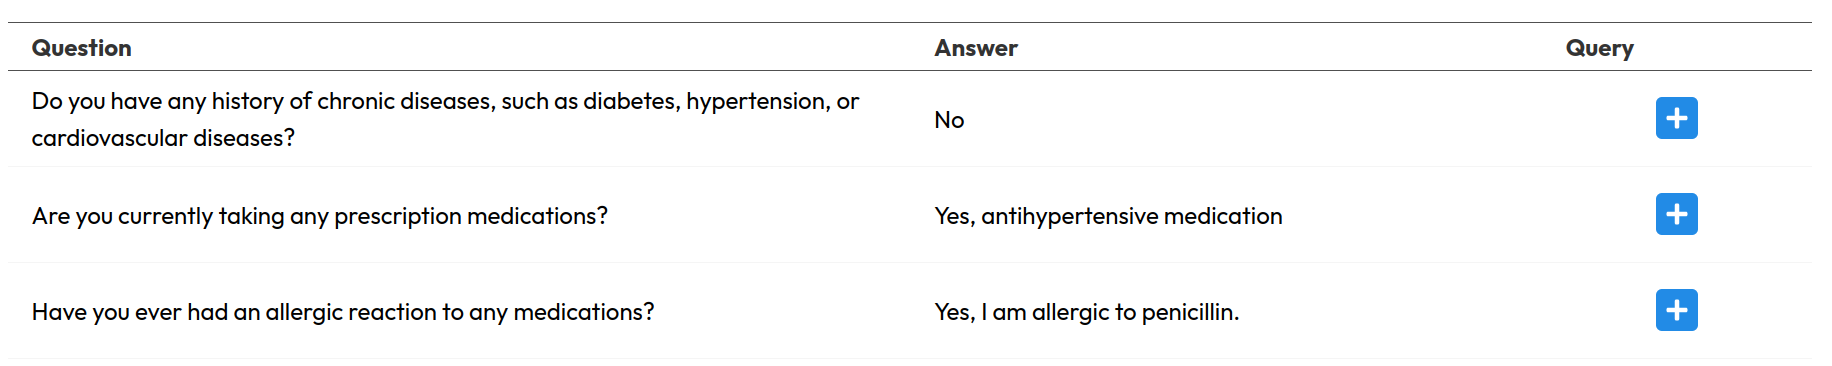 Question Answer Query
Do you have any history of chronic diseases, such as diabetes, hypertension, or
cardiovascular diseases?
No
Are you currently taking any prescription medications? Yes, antihypertensive medication
Have you ever had an allergic reaction to any medications? Yes, I am allergic to penicillin.